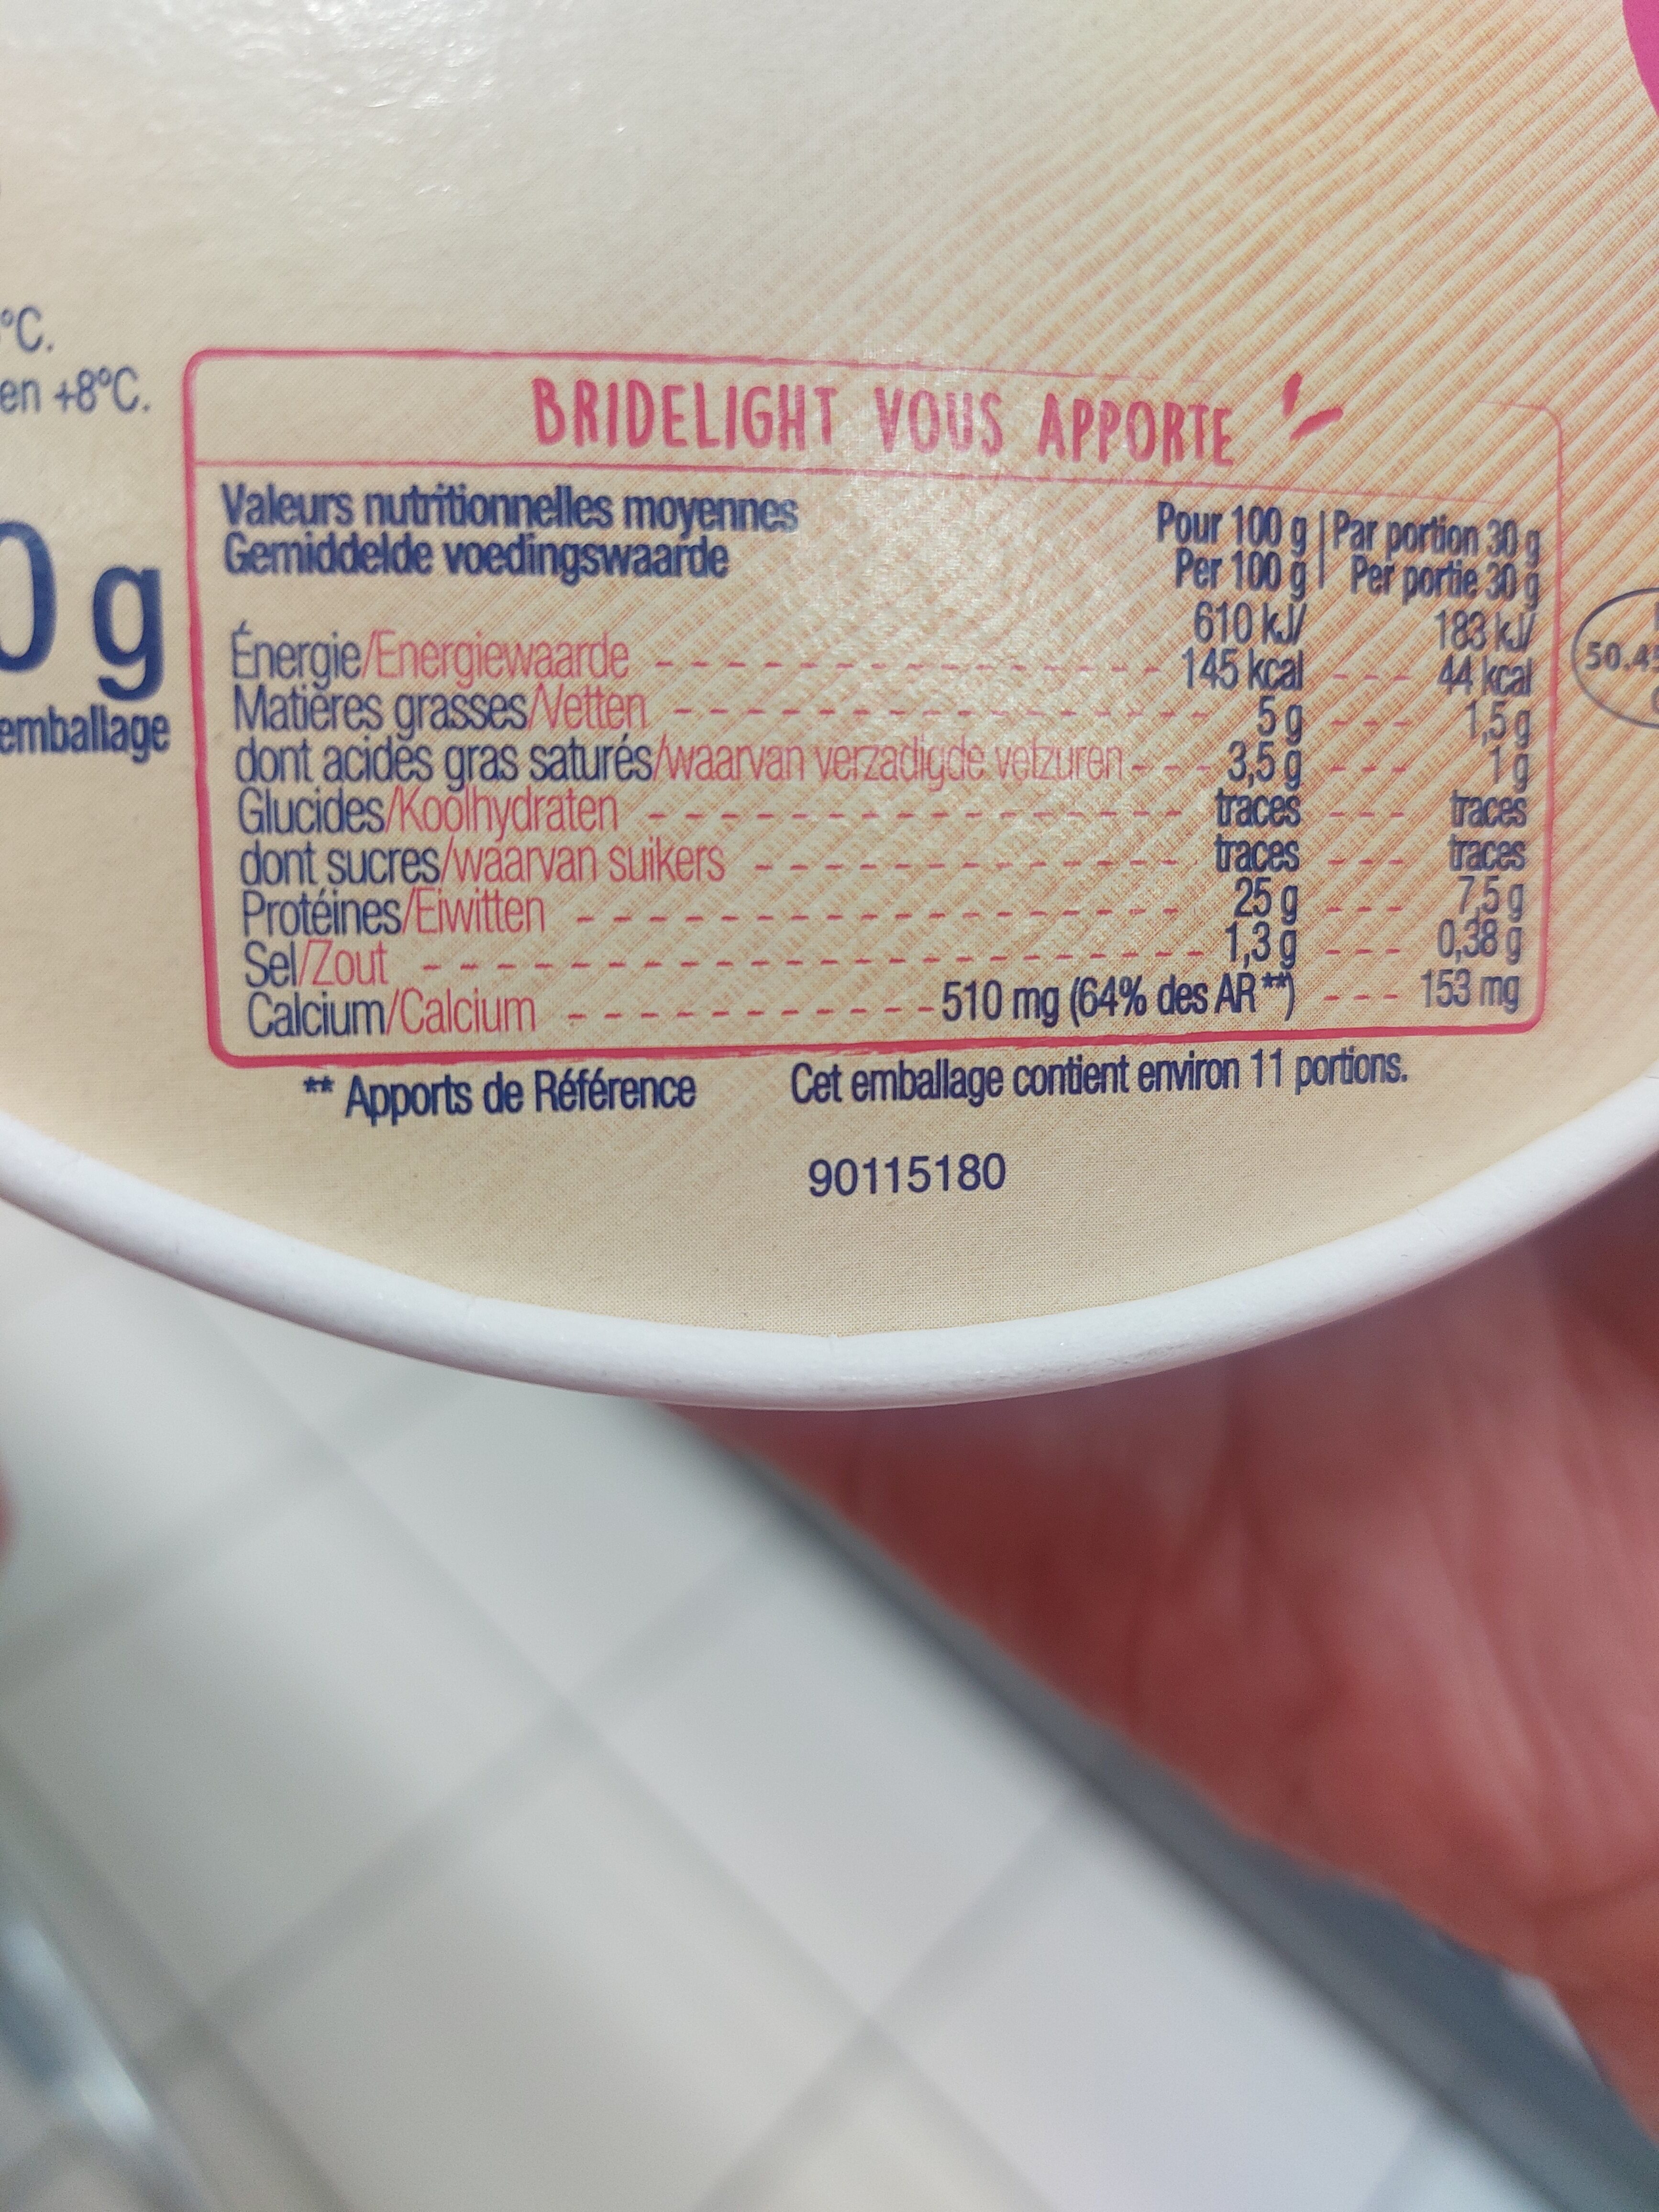 °C.
en +8°C.
0 g
emballage
BRIDELIGHT VOUS APPORTE
Valeurs nutritionnelles moyennes Pour 100 g | Par portion 30 g
Gemiddelde voedingswaarde Per 100 g | Per portie 30 g
610 kJ/ 183 kJ/
Énergie/Energiewaarde 145 kcal 44 kcal
Matières grasses/Vetten 5 g 1,5 g
dont acides gras saturés/waarvan verzadigde vetzuren 3,5 g 1 g
Glucides/Koolhydraten traces traces
dont sucres/waarvan suikers traces traces
Protéines/Eiwitten 25 g 7,5 g
Sel/Zout 1,3 g 0,38 g
Calcium/Calcium 510 mg (64% des AR**) 153 mg
** Apports de Référence Cet emballage contient environ 11 portions.
90115180
50.45